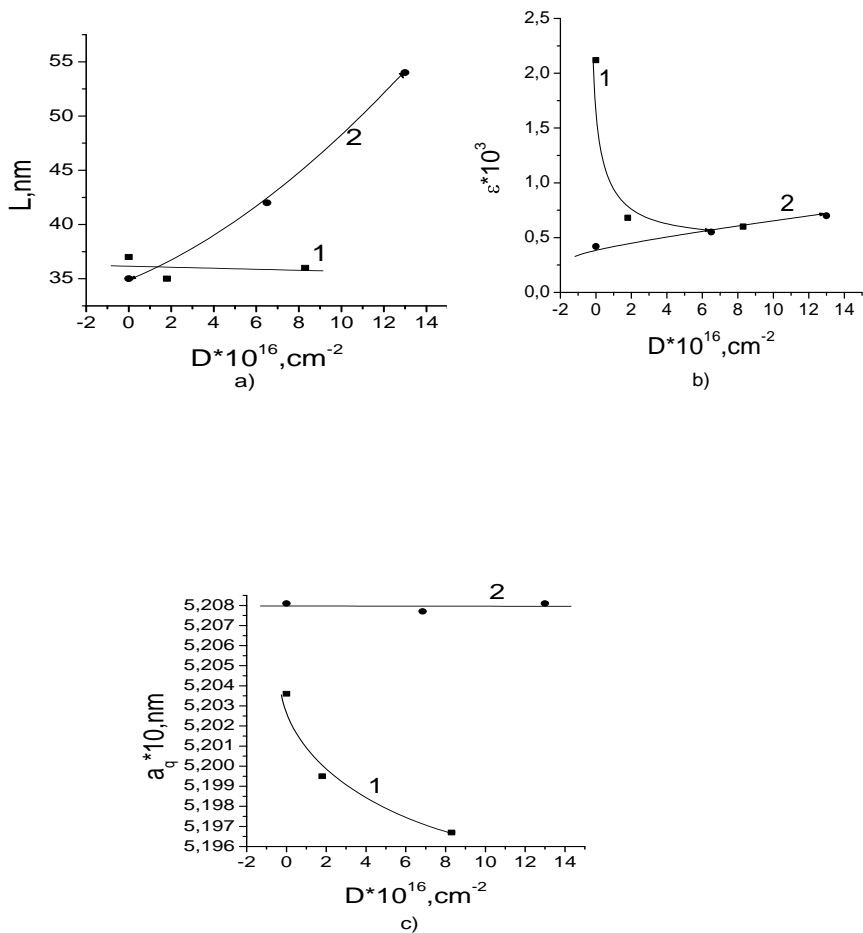 55
50
45
40
35
L,nm
2
1
-2 0 2 4 6 8 10 12 14
D*10^16,cm^-2
a)
2,5
2,0
1,5
1,0
0,5
0,0
ε*10^3
1
2
-2 0 2 4 6 8 10 12 14
D*10^16,cm^-2
b)
5,208
5,207
5,206
5,205
5,204
5,203
5,202
5,201
5,200
5,199
5,198
5,197
5,196
a_q*10,nm
2
1
-2 0 2 4 6 8 10 12 14
D*10^16,cm^-2
c)